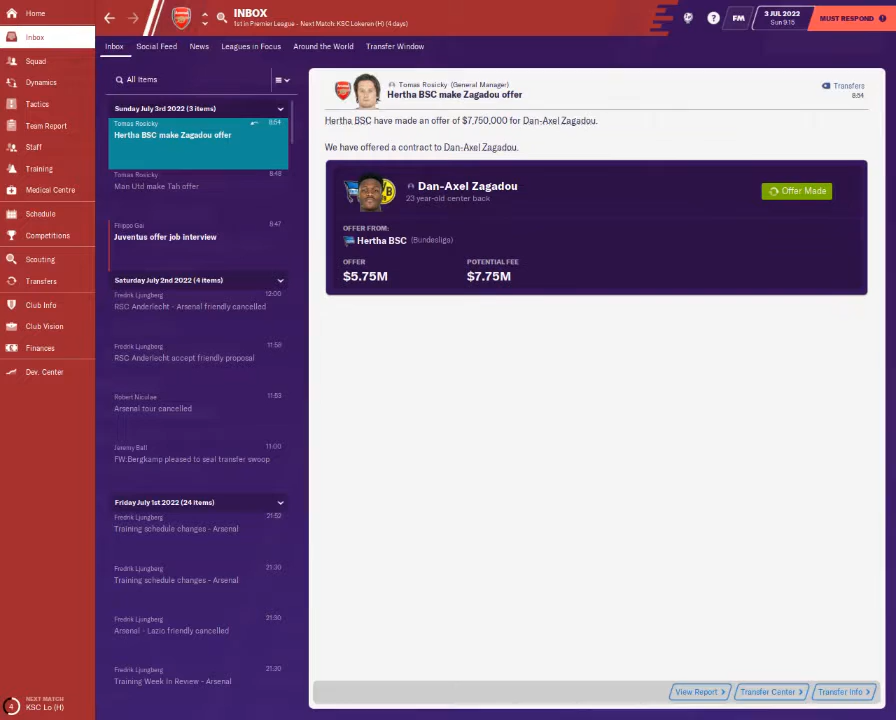 Home
Inbox
Squad
Dynamics
Tactics
Team Report
Staff
Training
Medical Centre
Schedule
Competitions
Scouting
Transfers
Club Info
Club Vision
Finances
Dev. Center
4
NEXT MATCH
KSC Lo (H)
INBOX
1st in Premier League - Next Match: KSC Lokeren (H) (4 days)
?
FM
3 JUL 2022
Sun 9:15
MUST RESPOND
Inbox
Social Feed
News
Leagues in Focus
Around the World
Transfer Window
All Items
Sunday July 3rd 2022 (3 items)
Tomas Rosicky
8:54
Hertha BSC make Zagadou offer
Tomas Rosicky
8:48
Man Utd make Tah offer
Filippo Gai
8:47
Juventus offer job interview
Saturday July 2nd 2022 (4 items)
Fredrik Ljungberg
12:00
RSC Anderlecht - Arsenal friendly cancelled
Fredrik Ljungberg
11:58
RSC Anderlecht accept friendly proposal
Robert Niculae
11:53
Arsenal tour cancelled
Jeremy Ball
11:00
FW:Bergkamp pleased to seal transfer swoop
Friday July 1st 2022 (24 items)
Fredrik Ljungberg
21:52
Training schedule changes - Arsenal
Fredrik Ljungberg
21:30
Training schedule changes - Arsenal
Fredrik Ljungberg
21:30
Arsenal - Lazio friendly cancelled
Fredrik Ljungberg
21:30
Training Week In Review - Arsenal
Tomas Rosicky (General Manager)
Hertha BSC make Zagadou offer
Transfers
8:54
Hertha BSC have made an offer of $7,750,000 for Dan-Axel Zagadou.
We have offered a contract to Dan-Axel Zagadou.
Dan-Axel Zagadou
23 year-old center back
Offer Made
OFFER FROM:
Hertha BSC (Bundesliga)
OFFER
POTENTIAL FEE
$5.75M
$7.75M
View Report
Transfer Center
Transfer Info